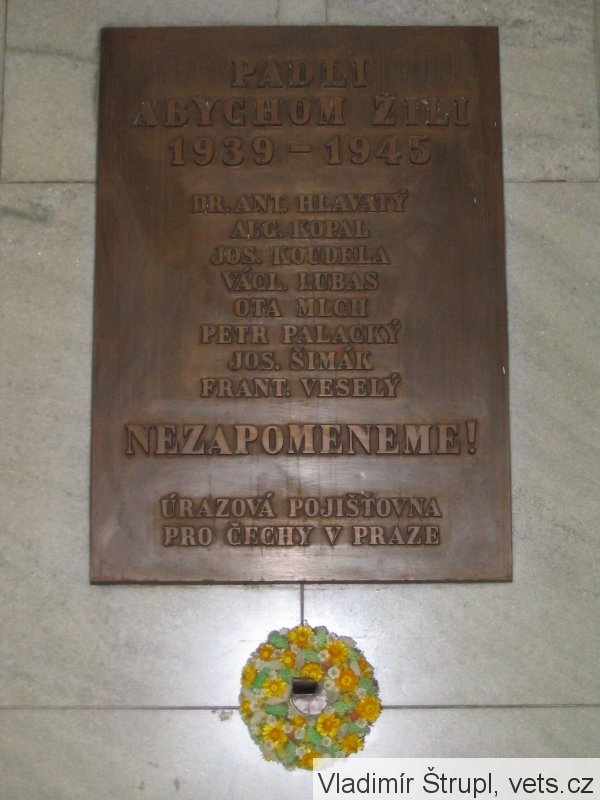 PADLI
ABYCHOM ŽILI
1939 - 1945
DR. ANT. HLAVATÝ
AUG. KOPAL
JOS. KOUDELA
VÁCL. LUBAS
OTA MLCH
PETR PALACKÝ
JOS. ŠIMÁK
FRANT. VESELÝ
NEZAPOMENEME!
ÚRAZOVÁ POJIŠŤOVNA
PRO ČECHY V PRAZE
Vladimír Štrupl, vets.cz